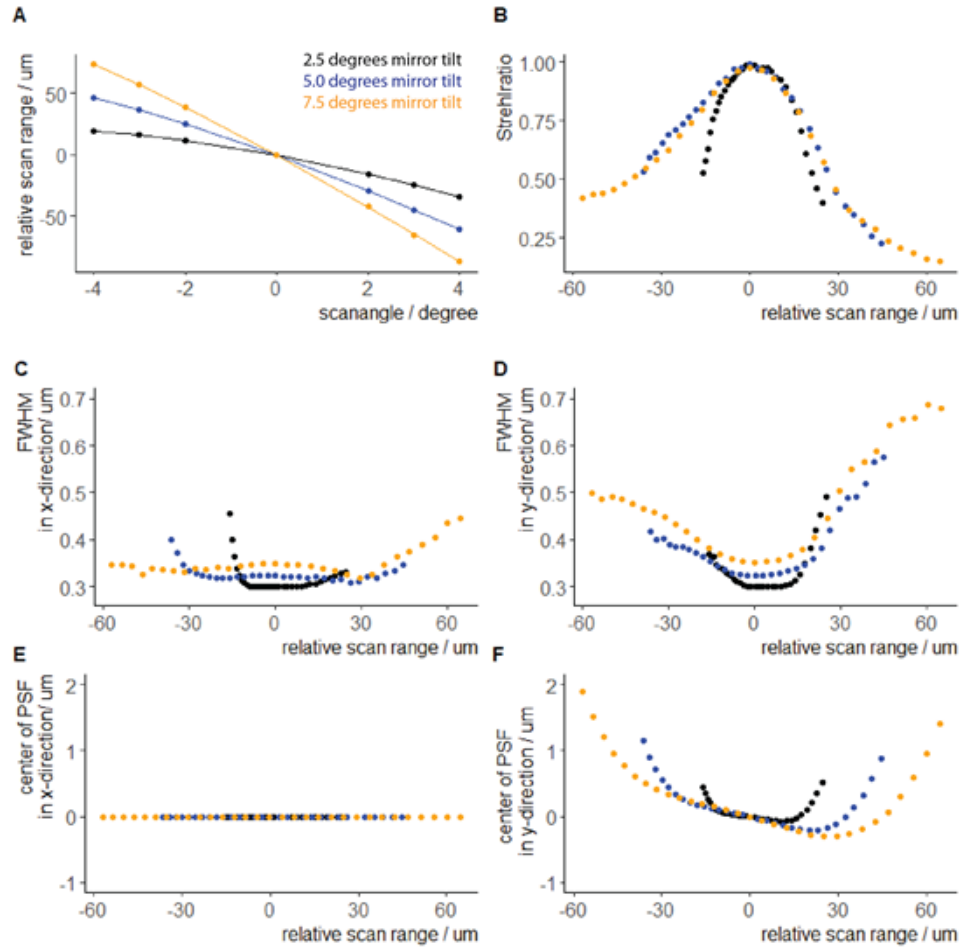 A
2.5 degrees mirror tilt
5.0 degrees mirror tilt
7.5 degrees mirror tilt
relative scan range / um
50
0
-50
-4
-2
0
2
4
scanangle / degree
B
Strehlratio
1.00
0.75
0.50
0.25
-60
-30
0
30
60
relative scan range / um
C
FWHM
in x-direction/ um
0.7
0.6
0.5
0.4
0.3
-60
-30
0
30
60
relative scan range / um
D
FWHM
in y-direction/ um
0.7
0.6
0.5
0.4
0.3
-60
-30
0
30
60
relative scan range / um
E
center of PSF
in x-direction/ um
2
1
0
-1
-60
-30
0
30
60
relative scan range / um
F
center of PSF
in y-direction / um
2
1
0
-1
-60
-30
0
30
60
relative scan range / um